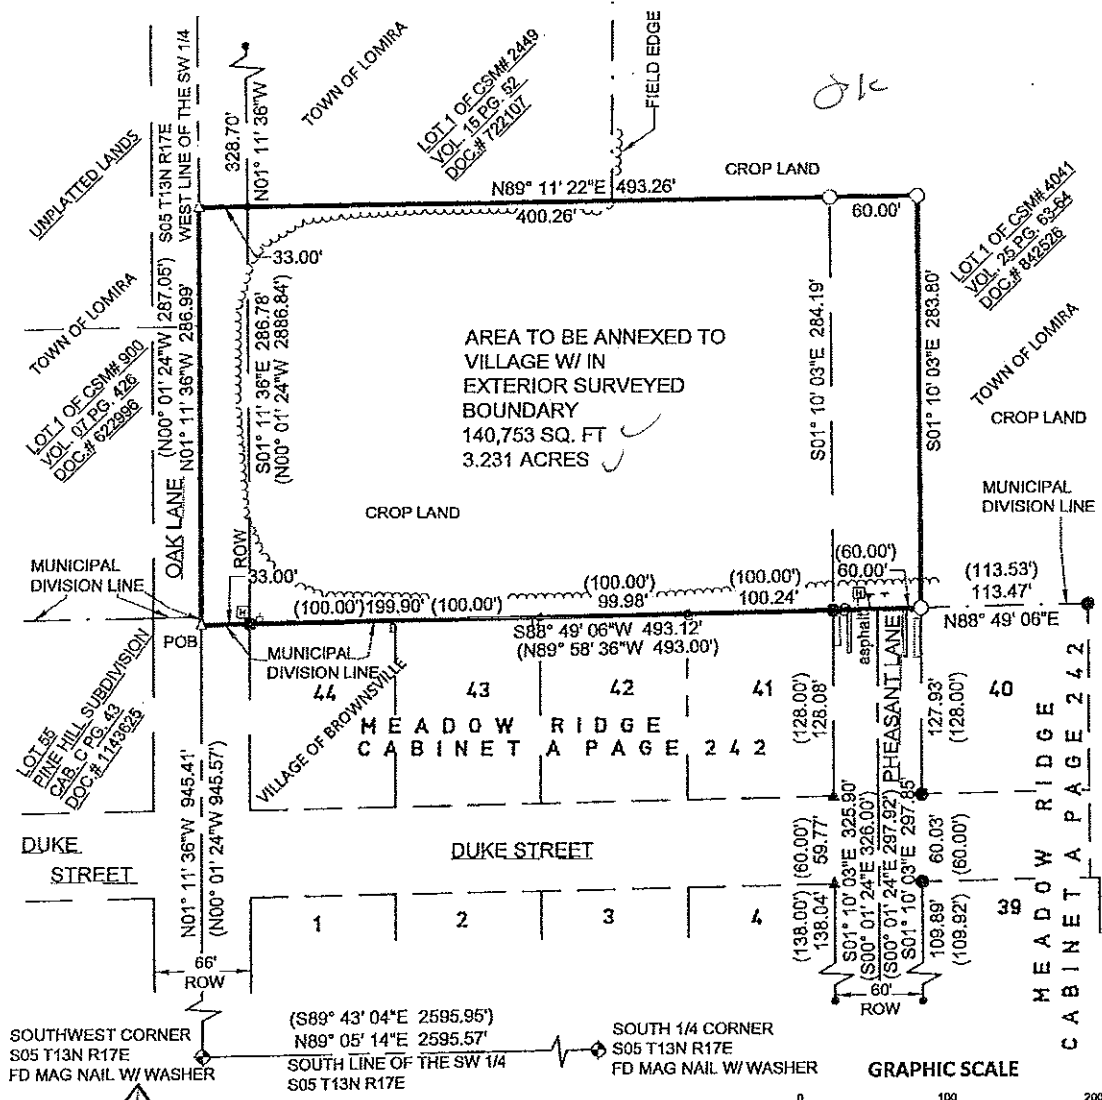 UNPLATTED LANDS
S05 T13N R17E
WEST LINE OF THE SW 1/4
328.70'
N01° 11' 36"W
TOWN OF LOMIRA
LOT 1 OF CSM# 2449
VOL. 15 PG. 52
DOC.# 722107
FIELD EDGE
ok
CROP LAND
N89° 11' 22"E 493.26'
400.26'
60.00'
33.00'
LOT 1 OF CSM# 4041
VOL. 25 PG. 63-64
DOC.# 842526
TOWN OF LOMIRA
CROP LAND
TOWN OF LOMIRA
LOT 1 OF CSM# 900
VOL. 07 PG. 426
DOC.# 622996
(N00° 01' 24"W 287.05')
N01° 11' 36"W 286.99'
OAK LANE
S01° 11' 36"E 286.78'
(N00° 01' 24"W 2886.84')
AREA TO BE ANNEXED TO
VILLAGE W/ IN
EXTERIOR SURVEYED
BOUNDARY
140,753 SQ. FT
3.231 ACRES
S01° 10' 03"E 284.19'
S01° 10' 03"E 283.80'
CROP LAND
MUNICIPAL
DIVISION LINE
MUNICIPAL
DIVISION LINE
ROW
33.00'
H
(100.00')
199.90'
(100.00')
(100.00')
99.98'
(100.00')
100.24'
(60.00')
60.00'
H
(113.53')
113.47'
N88° 49' 06"E
POB
MUNICIPAL
DIVISION LINE
S88° 49' 06"W 493.12'
(N89° 58' 36"W 493.00')
asphalt
PHEASANT LANE
44
43
42
41
40
LOT 55
PINE HILL SUBDIVISION
CAB. C PG. 43
DOC.# 1143625
VILLAGE OF BROWNSVILLE
MEADOW RIDGE
CABINET A PAGE 242
(128.00')
128.08'
127.93'
(128.00')
N01° 11' 36"W 945.41'
(N00° 01' 24"W 945.57')
DUKE
STREET
DUKE STREET
(60.00')
59.77'
S01° 10' 03"E 325.90'
(S00° 01' 24"E 326.00')
(S00° 01' 24"E 297.92')
S01° 10' 03"E 297.85'
60.03'
(60.00')
1
2
3
4
39
(138.00')
138.04'
109.89'
(109.92')
MEADOW RIDGE
CABINET A PAGE 242
66'
ROW
60'
ROW
SOUTHWEST CORNER
S05 T13N R17E
FD MAG NAIL W/ WASHER
(S89° 43' 04"E 2595.95')
N89° 05' 14"E 2595.57'
SOUTH LINE OF THE SW 1/4
S05 T13N R17E
SOUTH 1/4 CORNER
S05 T13N R17E
FD MAG NAIL W/ WASHER
GRAPHIC SCALE
0 100 200